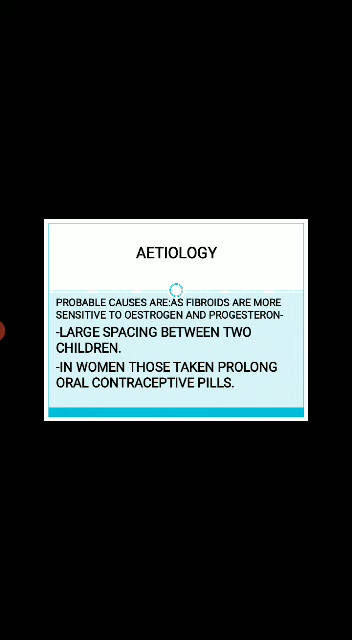 AETIOLOGY
PROBABLE CAUSES ARE:AS FIBROIDS ARE MORE
SENSITIVE TO OESTROGEN AND PROGESTERON-
-LARGE SPACING BETWEEN TWO
CHILDREN.
-IN WOMEN THOSE TAKEN PROLONG
ORAL CONTRACEPTIVE PILLS.